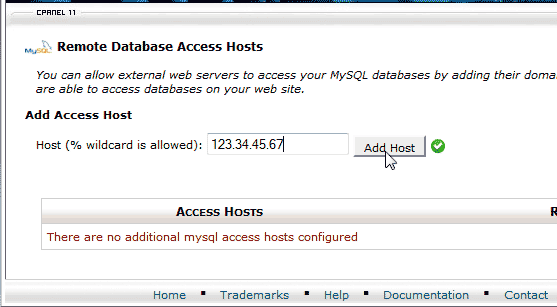 CPANEL 11
MySQL Remote Database Access Hosts
You can allow external web servers to access your MySQL databases by adding their doma
are able to access databases on your web site.
Add Access Host
Host (% wildcard is allowed): 123.34.45.67 Add Host
ACCESS HOSTS R
There are no additional mysql access hosts configured
Home ▪ Trademarks ▪ Help ▪ Documentation ▪ Contact